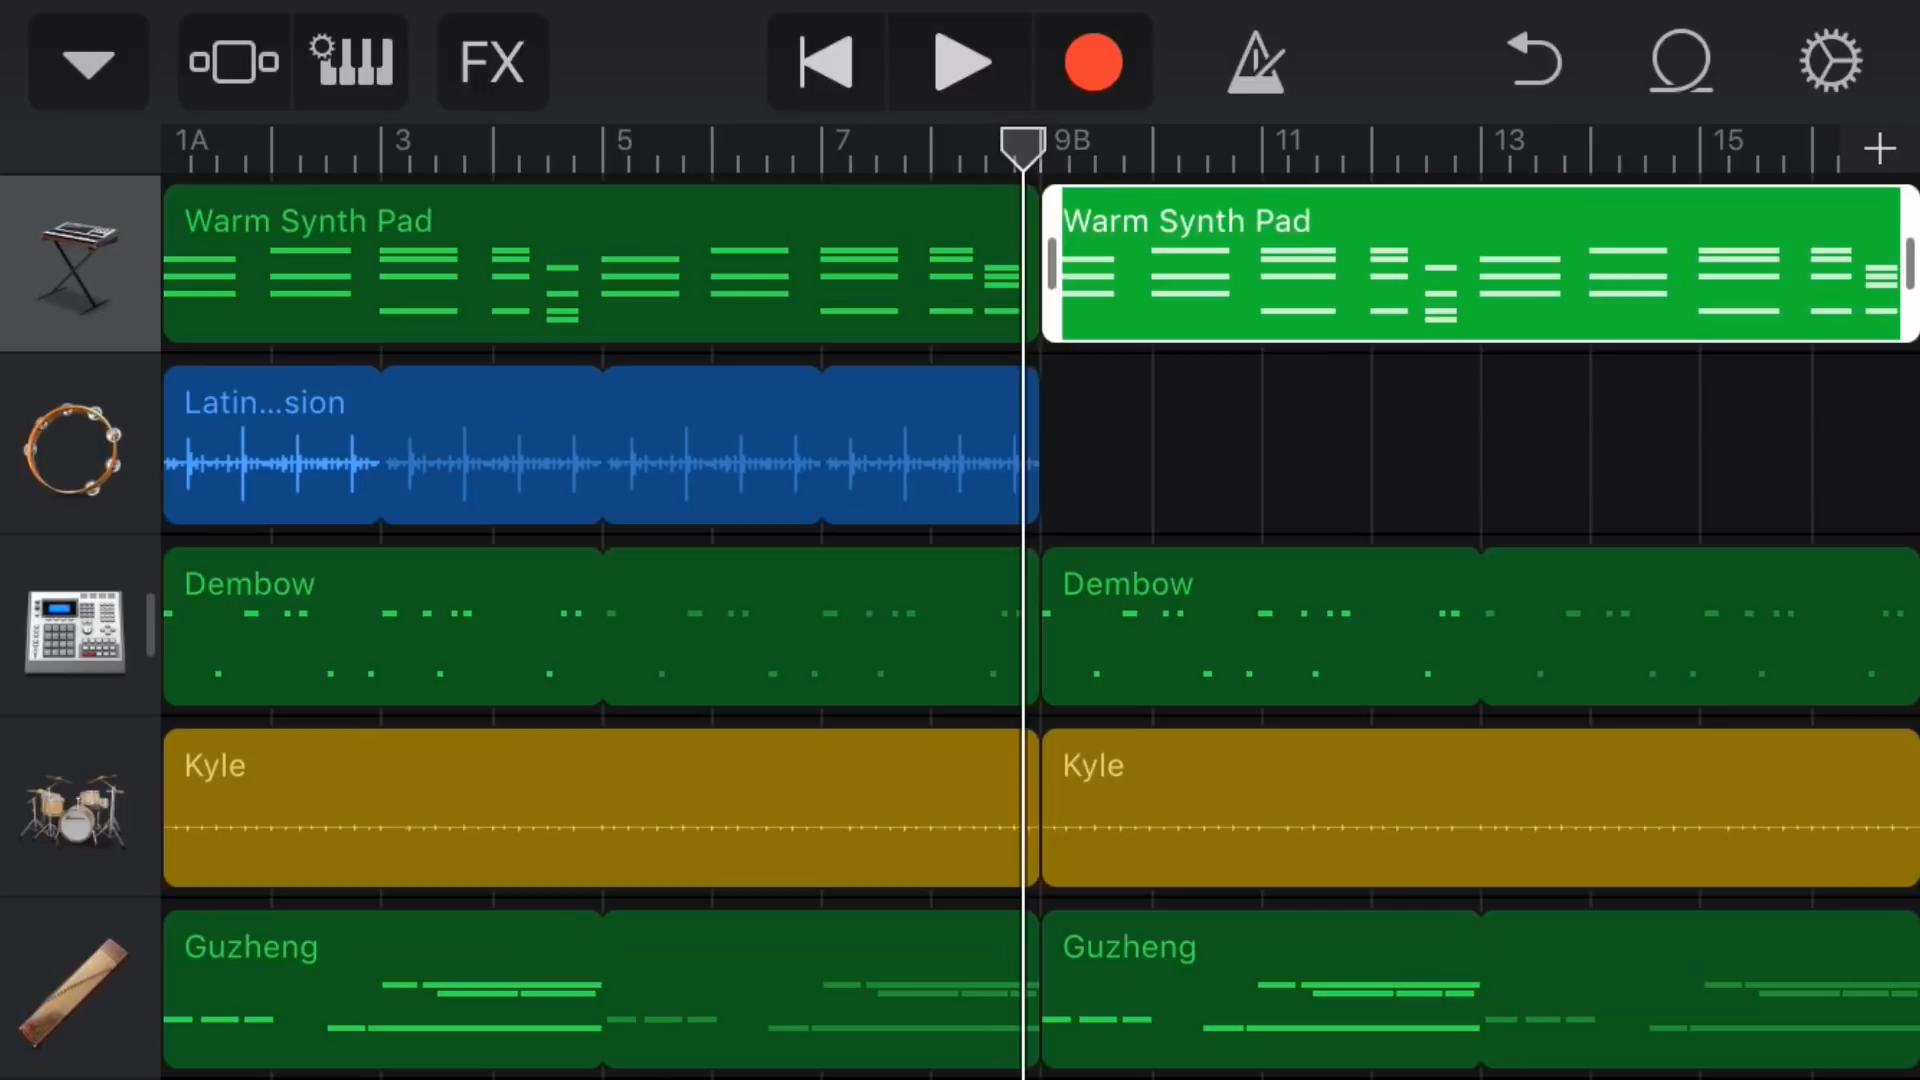 FX
1A 3 5 7 9B 11 13 15
Warm Synth Pad Warm Synth Pad
Latin...sion
Dembow Dembow
Kyle Kyle
Guzheng Guzheng